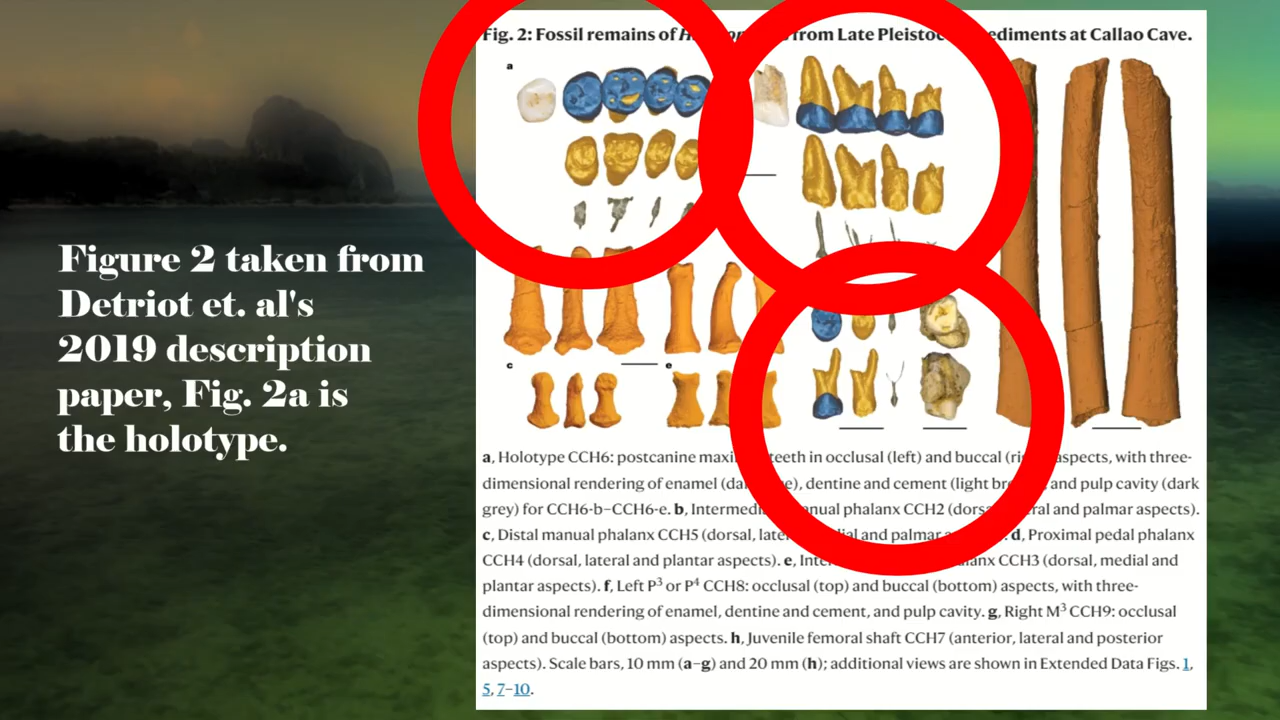 Figure 2 taken from
Detriot et. al's
2019 description
paper, Fig. 2a is
the holotype.
Fig. 2: Fossil remains of from Late Pleistoc ediments at Callao Cave.
a
c
e
a, Holotype CCH6: postcanine maxi teeth in occlusal (left) and buccal (ri aspects, with three-
dimensional rendering of enamel (da e), dentine and cement (light br and pulp cavity (dark
grey) for CCH6-b–CCH6-e. b, Intermedi anual phalanx CCH2 (dorsa ral and palmar aspects).
c, Distal manual phalanx CCH5 (dorsal, late ial and palmar a d, Proximal pedal phalanx
CCH4 (dorsal, lateral and plantar aspects). e, Inte lanx CCH3 (dorsal, medial and
plantar aspects). f, Left P³ or P⁴ CCH8: occlusal (top) and buccal (bottom) aspects, with three-
dimensional rendering of enamel, dentine and cement, and pulp cavity. g, Right M³ CCH9: occlusal
(top) and buccal (bottom) aspects. h, Juvenile femoral shaft CCH7 (anterior, lateral and posterior
aspects). Scale bars, 10 mm (a–g) and 20 mm (h); additional views are shown in Extended Data Figs. 1,
5, 7–10.